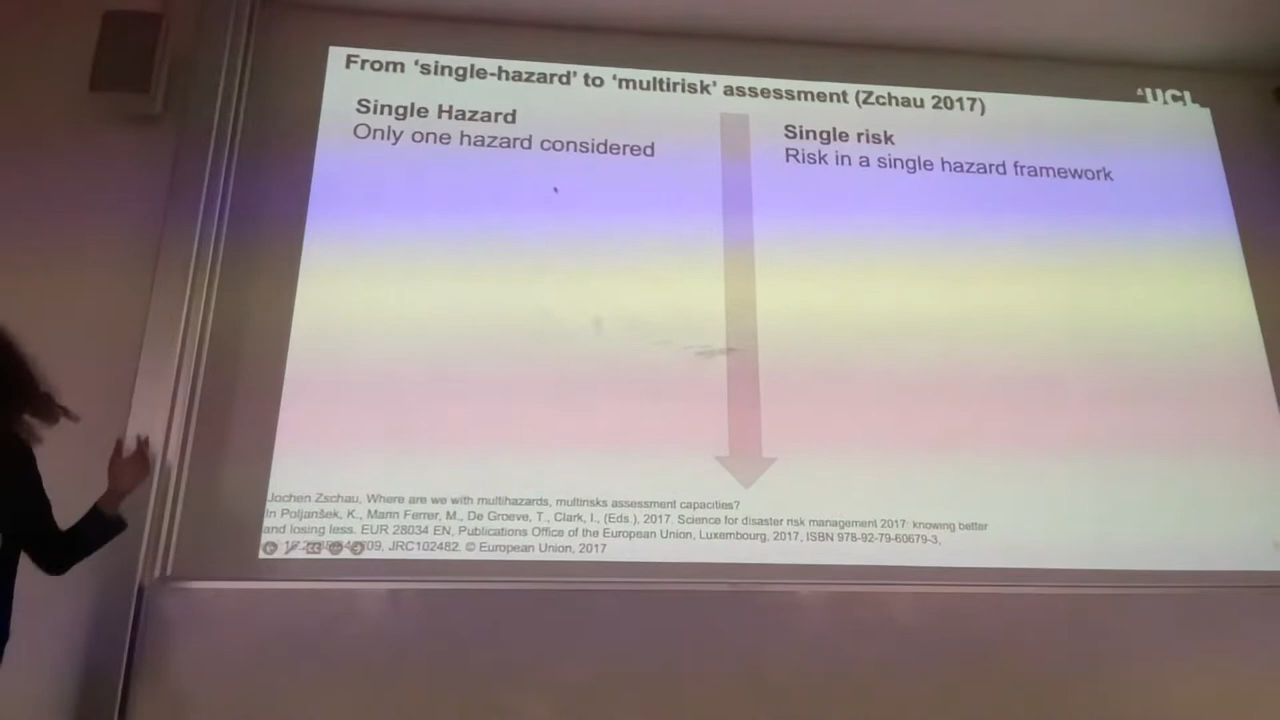 From ‘single-hazard’ to ‘multirisk’ assessment (Zchau 2017)
UCL
Single Hazard
Only one hazard considered
Single risk
Risk in a single hazard framework
Jochen Zschau, Where are we with multihazards, multirisks assessment capacities?
In Poljanšek, K., Marin Ferrer, M., De Groeve, T., Clark, I., (Eds.), 2017. Science for disaster risk management 2017: knowing better
and losing less. EUR 28034 EN, Publications Office of the European Union, Luxembourg, 2017, ISBN 978-92-79-60679-3,
JRC102482. © European Union, 2017